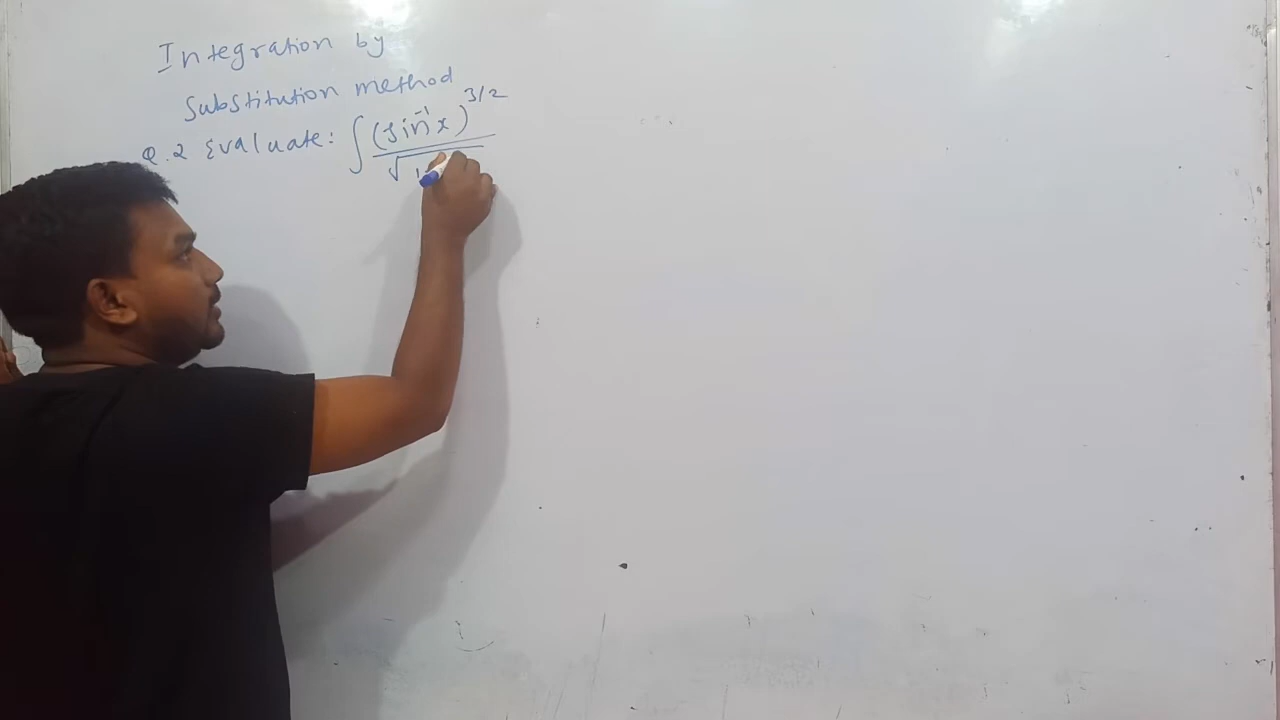 Integration by
Substitution method
Q.2 Evaluate: ∫ (sin⁻¹x)^3/2
√1